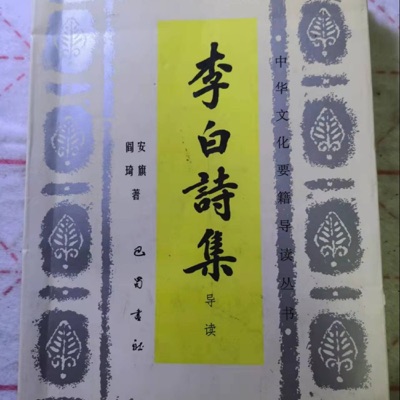 ·中华文化要籍导读丛书·
李白詩集
导读
安旗
阎琦
著
巴蜀書社